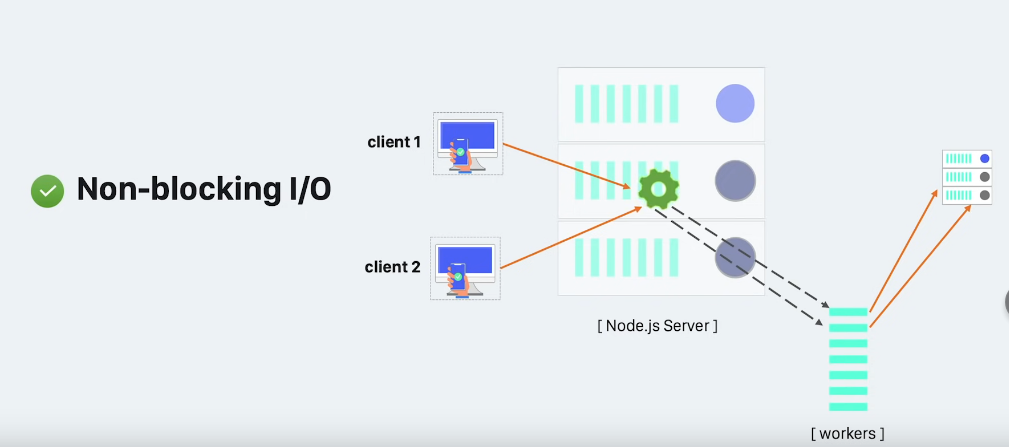 client 1
Non-blocking I/O
client 2
[ Node.js Server ]
[ workers ]